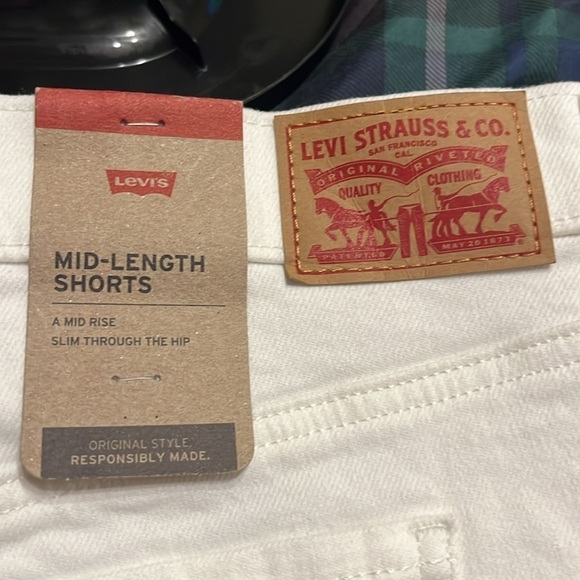 LEVI'S
MID-LENGTH
SHORTS
A MID RISE
SLIM THROUGH THE HIP
ORIGINAL STYLE,
RESPONSIBLY MADE.
LEVI STRAUSS & CO.
SAN FRANCISCO
CAL.
ORIGINAL RIVETED
QUALITY CLOTHING
PATENTED MAY 20 1873 ®